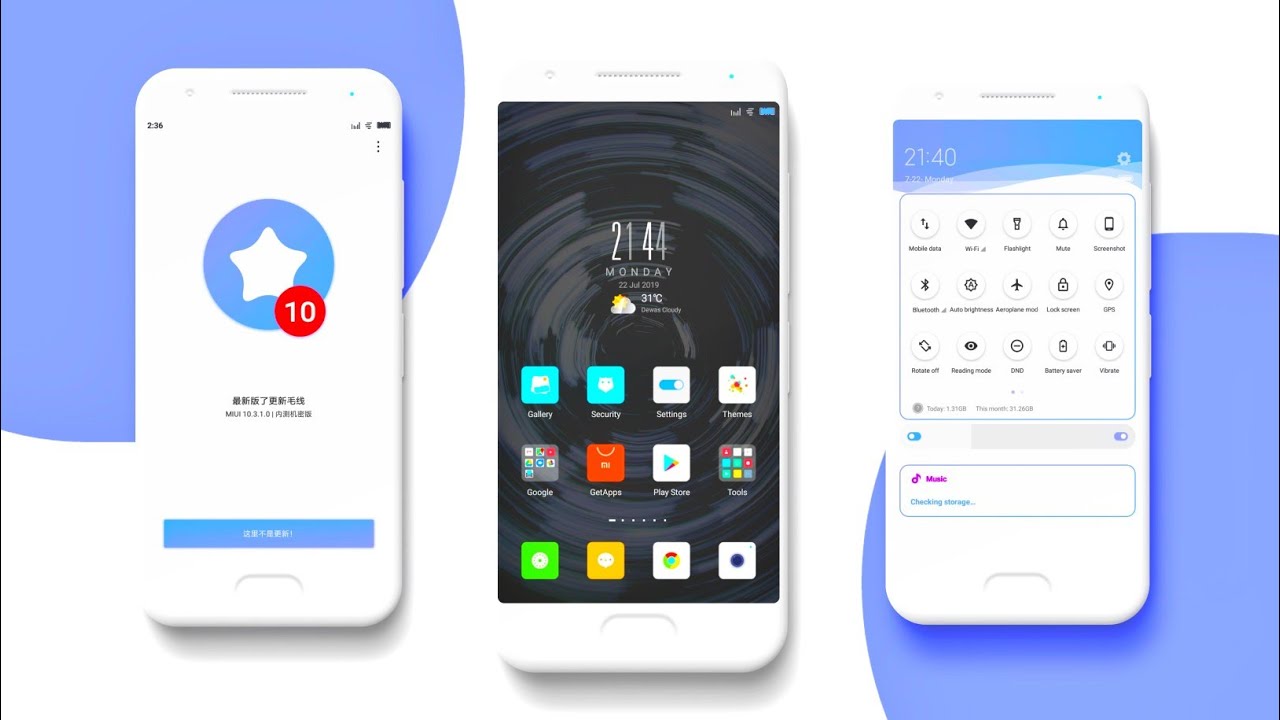 2:36
10
最新版了更新毛线
MIUI 10.3.1.0 | 内测机密版
这里不是更新!
21 44
MONDAY
22 Jul 2019
31℃
Dewas Cloudy
Gallery Security Settings Themes
mi
Google GetApps Play Store Tools
21:40
7.22. Monday
Mobile data Wi-Fi Flashlight Mute Screenshot
Bluetooth Auto brightness Aeroplane mod Lock screen GPS
Rotate off Reading mode DND Battery saver Vibrate
Today: 1.31GB This month: 31.26GB
Music
Checking storage...